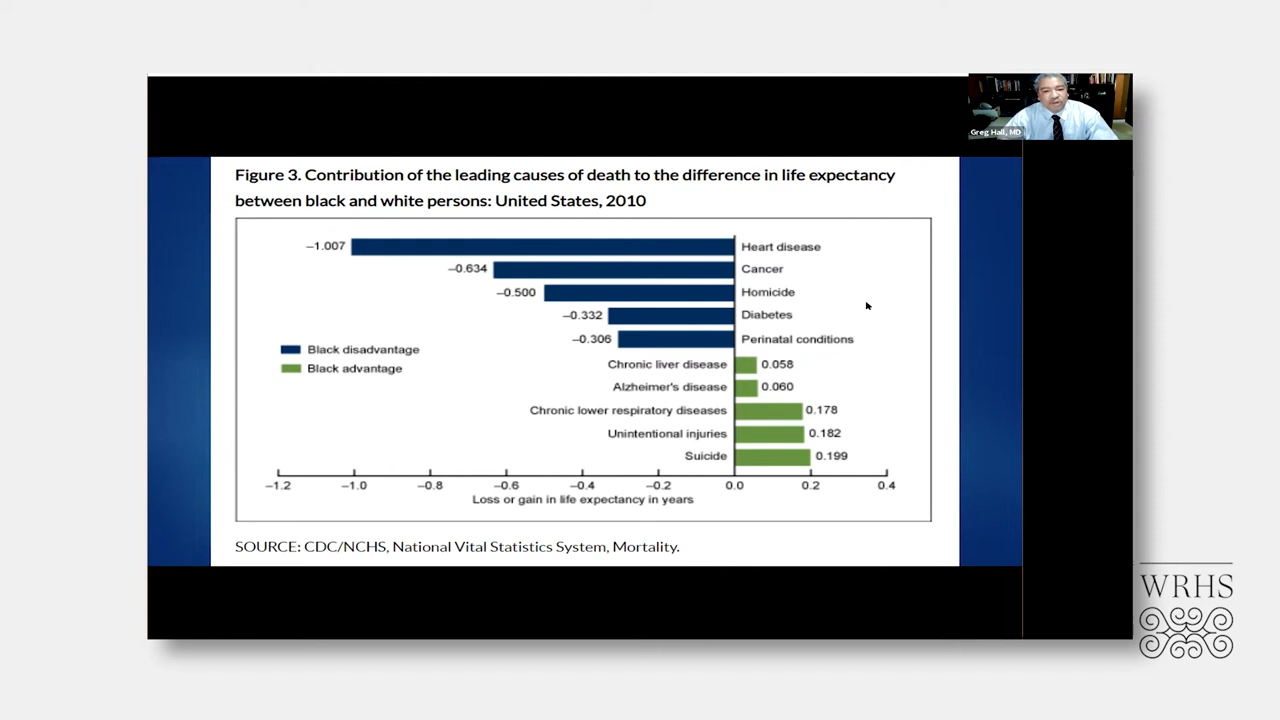 Greg Hall, MD
Figure 3. Contribution of the leading causes of death to the difference in life expectancy
between black and white persons: United States, 2010
−1.007 Heart disease
−0.634 Cancer
−0.500 Homicide
−0.332 Diabetes
−0.306 Perinatal conditions
Black disadvantage
Black advantage
Chronic liver disease 0.058
Alzheimer's disease 0.060
Chronic lower respiratory diseases 0.178
Unintentional injuries 0.182
Suicide 0.199
−1.2 −1.0 −0.8 −0.6 −0.4 −0.2 0.0 0.2 0.4
Loss or gain in life expectancy in years
SOURCE: CDC/NCHS, National Vital Statistics System, Mortality.
WRHS